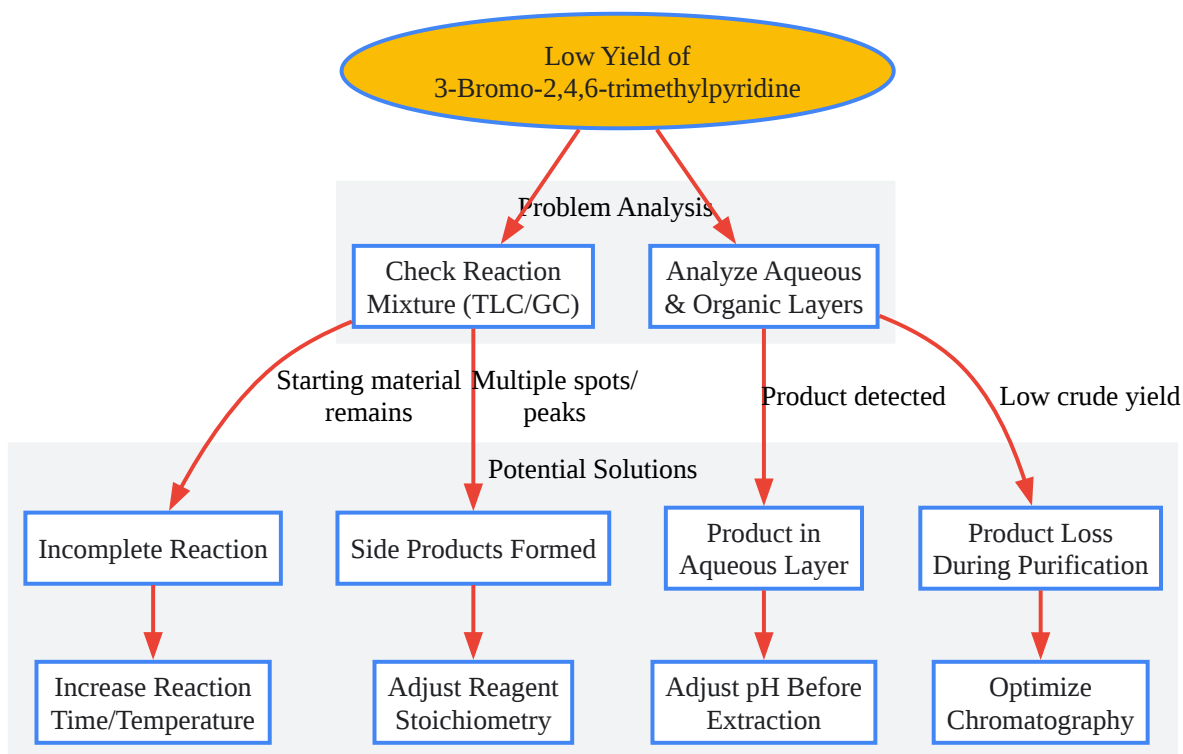 Low Yield of
3-Bromo-2,4,6-trimethylpyridine
Problem Analysis
Check Reaction
Mixture (TLC/GC)
Analyze Aqueous
& Organic Layers
Starting material
remains
Multiple spots/
peaks
Product detected
Low crude yield
Potential Solutions
Incomplete Reaction
Side Products Formed
Product in
Aqueous Layer
Product Loss
During Purification
Increase Reaction
Time/Temperature
Adjust Reagent
Stoichiometry
Adjust pH Before
Extraction
Optimize
Chromatography